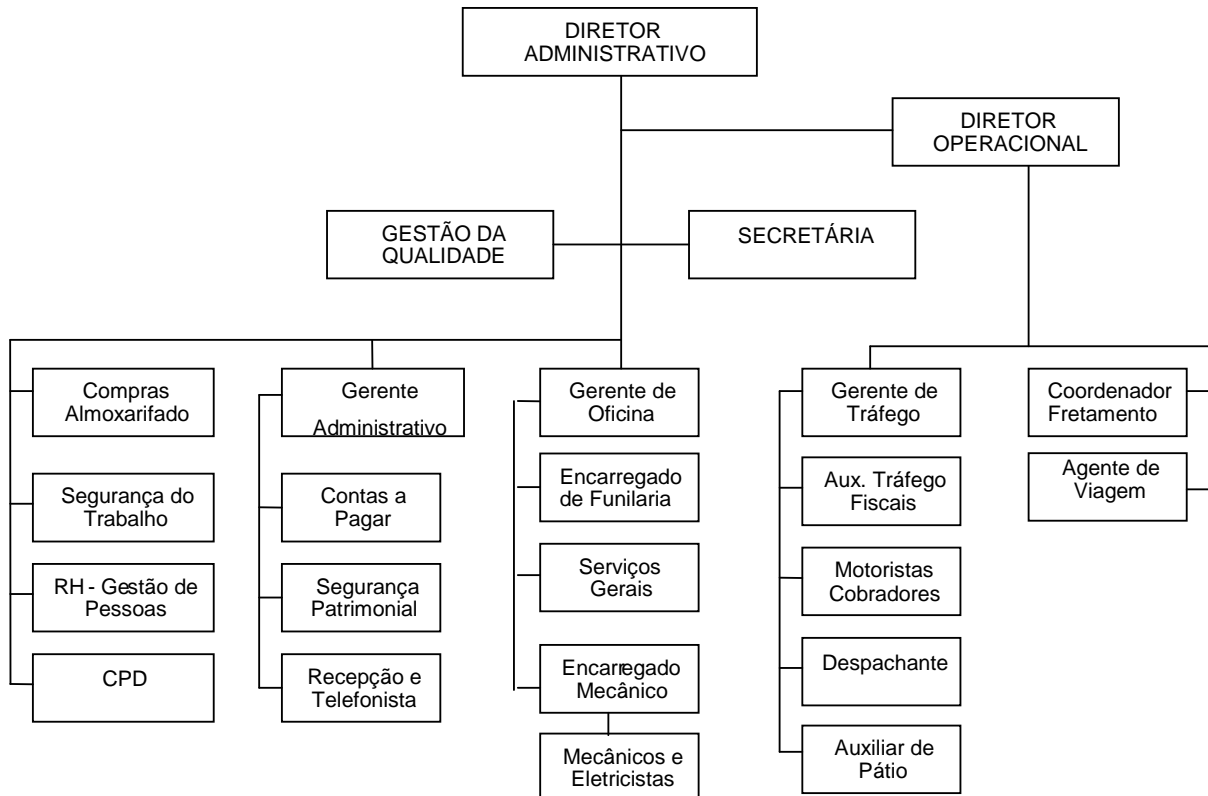 DIRETOR
ADMINISTRATIVO
DIRETOR
OPERACIONAL
GESTÃO DA
QUALIDADE
SECRETÁRIA
Compras
Almoxarifado
Segurança do
Trabalho
RH - Gestão de
Pessoas
CPD
Gerente
Administrativo
Contas a
Pagar
Segurança
Patrimonial
Recepção e
Telefonista
Gerente de
Oficina
Encarregado
de Funilaria
Serviços
Gerais
Encarregado
Mecânico
Mecânicos e
Eletricistas
Gerente de
Tráfego
Aux. Tráfego
Fiscais
Motoristas
Cobradores
Despachante
Auxiliar de
Pátio
Coordenador
Fretamento
Agente de
Viagem